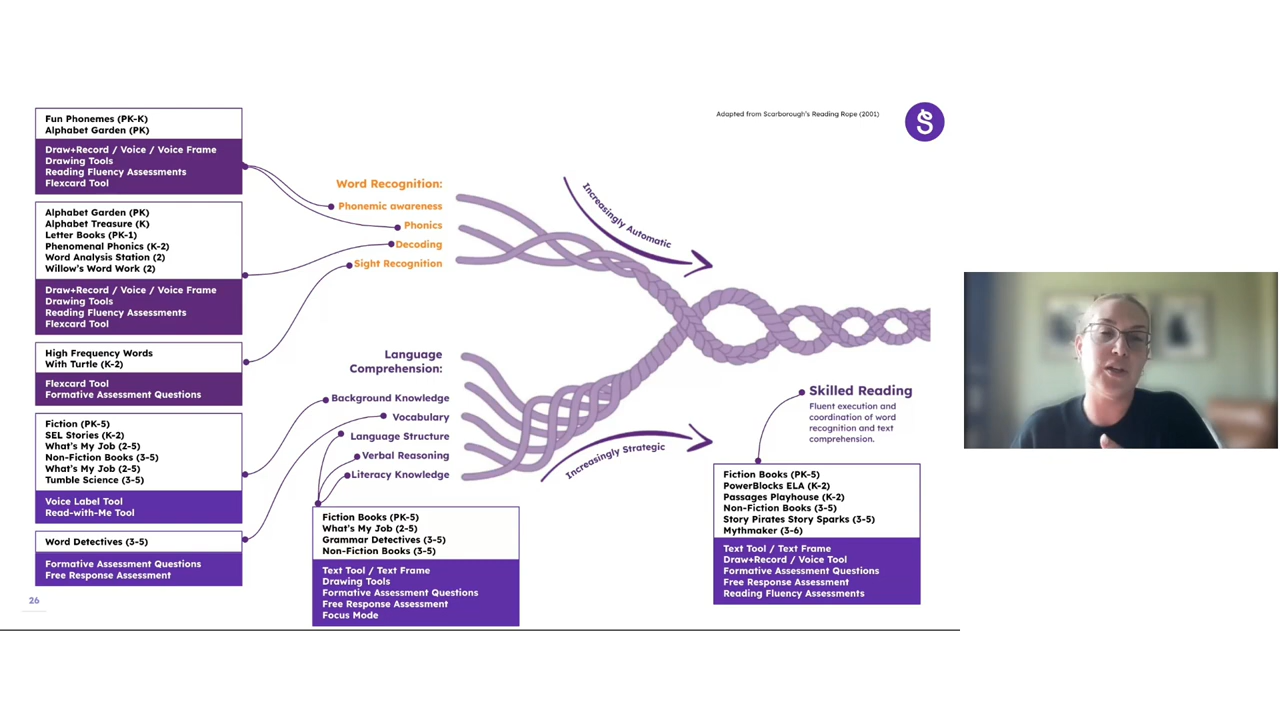 Adapted from Scarborough's Reading Rope (2001)
S
Fun Phonemes (PK-K)
Alphabet Garden (PK)
Draw+Record / Voice / Voice Frame
Drawing Tools
Reading Fluency Assessments
Flexcard Tool
Alphabet Garden (PK)
Alphabet Treasure (K)
Letter Books (PK-1)
Phenomenal Phonics (K-2)
Word Analysis Station (2)
Willow's Word Work (2)
Draw+Record / Voice / Voice Frame
Drawing Tools
Reading Fluency Assessments
Flexcard Tool
High Frequency Words
With Turtle (K-2)
Flexcard Tool
Formative Assessment Questions
Fiction (PK-5)
SEL Stories (K-2)
What's My Job (2-5)
Non-Fiction Books (3-5)
What's My Job (2-5)
Tumble Science (3-5)
Voice Label Tool
Read-with-Me Tool
Word Detectives (3-5)
Formative Assessment Questions
Free Response Assessment
26
Word Recognition:
Phonemic awareness
Phonics
Decoding
Sight Recognition
Increasingly Automatic
Language
Comprehension:
Background Knowledge
Vocabulary
Language Structure
Verbal Reasoning
Literacy Knowledge
Increasingly Strategic
Fiction Books (PK-5)
What's My Job (2-5)
Grammar Detectives (3-5)
Non-Fiction Books (3-5)
Text Tool / Text Frame
Drawing Tools
Formative Assessment Questions
Free Response Assessment
Focus Mode
Skilled Reading
Fluent execution and
coordination of word
recognition and text
comprehension.
Fiction Books (PK-5)
PowerBlocks ELA (K-2)
Passages Playhouse (K-2)
Non-Fiction Books (3-5)
Story Pirates Story Sparks (3-5)
Mythmaker (3-6)
Text Tool / Text Frame
Draw+Record / Voice Tool
Formative Assessment Questions
Free Response Assessment
Reading Fluency Assessments